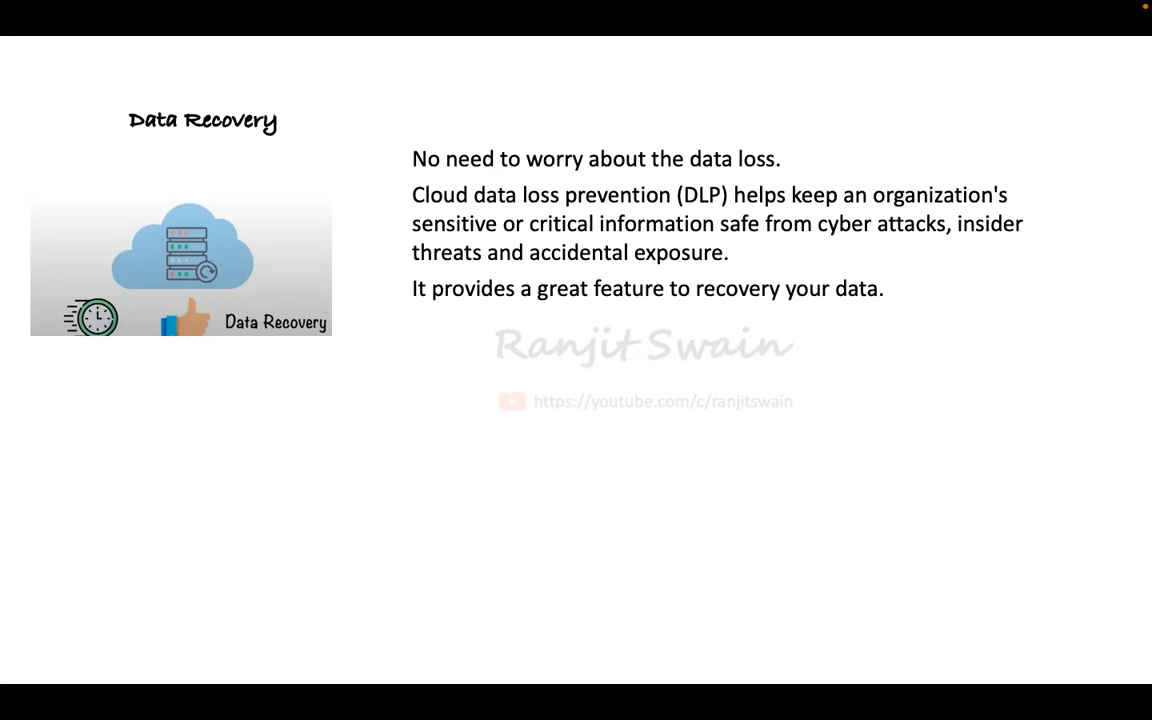 Data Recovery
No need to worry about the data loss.
Cloud data loss prevention (DLP) helps keep an organization's
sensitive or critical information safe from cyber attacks, insider
threats and accidental exposure.
It provides a great feature to recovery your data.
Data Recovery
Ranjit Swain
https://youtube.com/c/ranjitswain